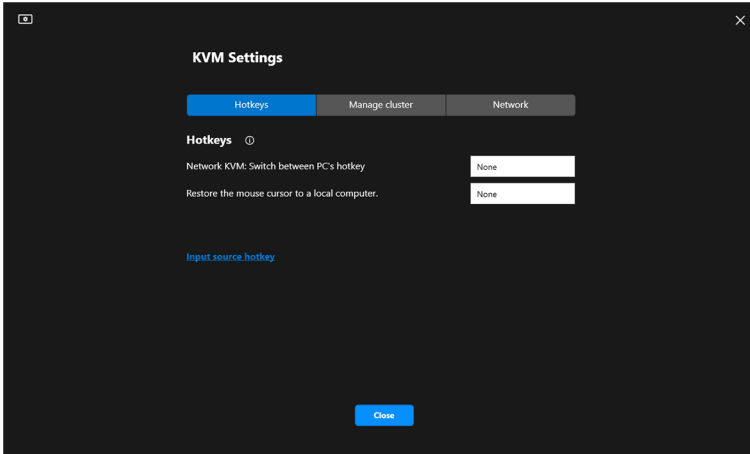 KVM Settings
Hotkeys Manage cluster Network
Hotkeys
Network KVM: Switch between PC's hotkey None
Restore the mouse cursor to a local computer. None
Input source hotkey
Close